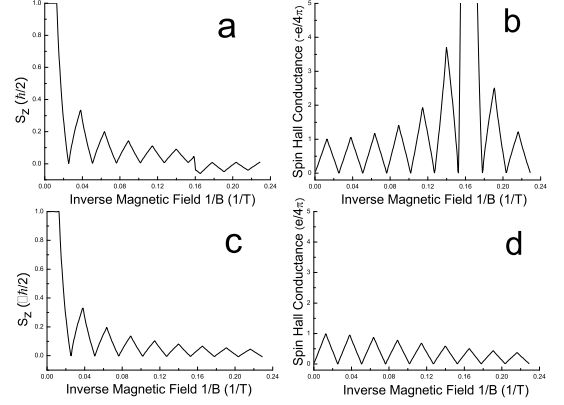 a
1.0
0.8
0.6
0.4
0.2
0.0
S_z (ℏ/2)
0.00 0.04 0.08 0.12 0.16 0.20 0.24
Inverse Magnetic Field 1/B (1/T)
b
5
4
3
2
1
0
Spin Hall Conductance (-e/4π)
0.00 0.04 0.08 0.12 0.16 0.20 0.24
Inverse Magnetic Field 1/B (1/T)
c
1.0
0.8
0.6
0.4
0.2
0.0
S_z (□ℏ/2)
0.00 0.04 0.08 0.12 0.16 0.20 0.24
Inverse Magnetic Field 1/B (1/T)
d
5
4
3
2
1
0
Spin Hall Conductance (e/4π)
0.00 0.04 0.08 0.12 0.16 0.20 0.24
Inverse Magnetic Field 1/B (1/T)